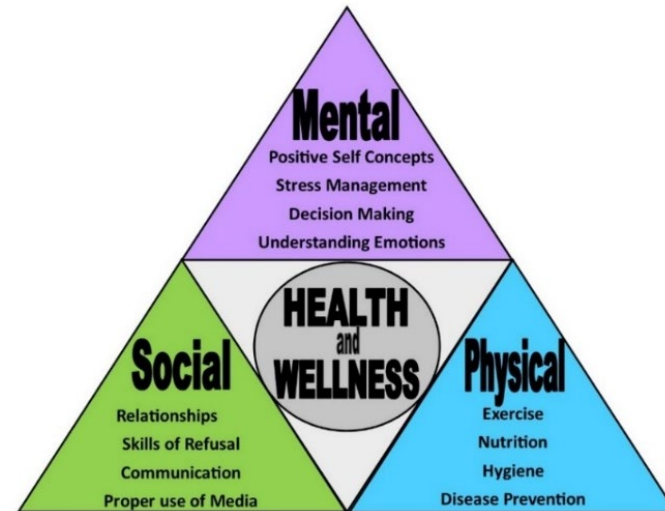 Mental
Positive Self Concepts
Stress Management
Decision Making
Understanding Emotions
HEALTH
and
WELLNESS
Social
Relationships
Skills of Refusal
Communication
Proper use of Media
Physical
Exercise
Nutrition
Hygiene
Disease Prevention